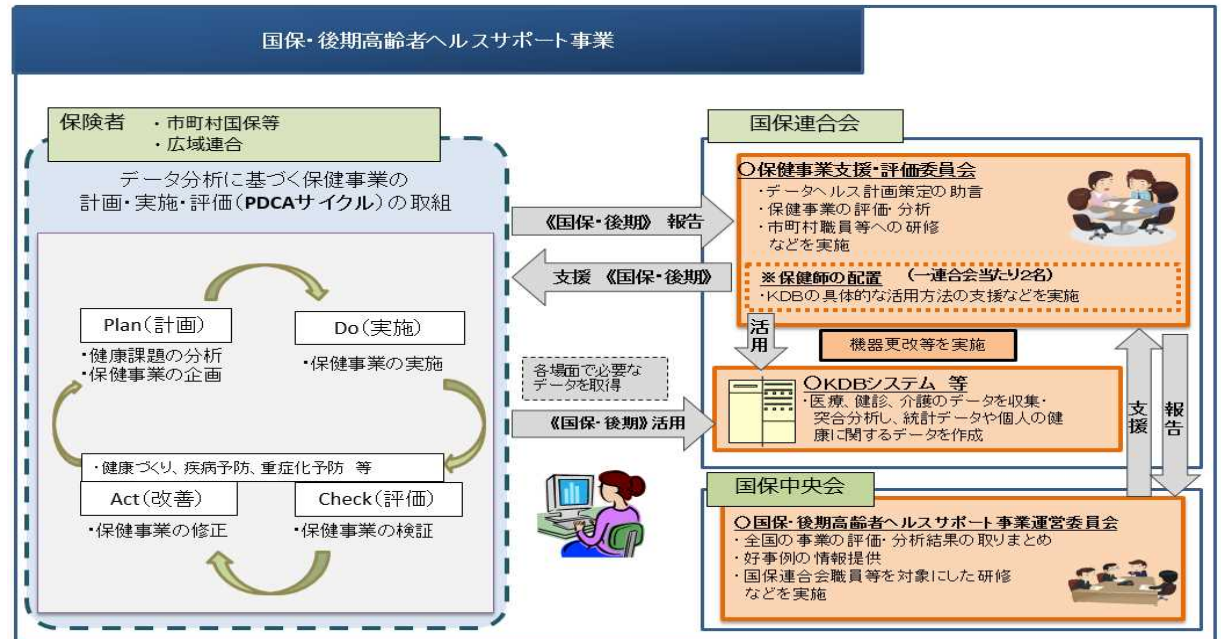 国保・後期高齢者ヘルスサポート事業
保険者 ・市町村国保等
・広域連合
データ分析に基づく保健事業の
計画・実施・評価(PDCAサイクル)の取組
Plan(計画)
・健康課題の分析
・保健事業の企画
Do(実施)
・保健事業の実施
・健康づくり、疾病予防、重症化予防 等
Act(改善)
・保健事業の修正
Check(評価)
・保健事業の検証
《国保・後期》 報告
支援 《国保・後期》
各場面で必要な
データを取得
《国保・後期》活用
国保連合会
○保健事業支援・評価委員会
・データヘルス計画策定の助言
・保健事業の評価・分析
・市町村職員等への研修
などを実施
※保健師の配置 (一連合会当たり2名)
・KDBの具体的な活用方法の支援などを実施
活用
機器更改等を実施
○KDBシステム 等
・医療、健診、介護のデータを収集・
突合分析し、統計データや個人の健
康に関するデータを作成
支援
報告
国保中央会
○国保・後期高齢者ヘルスサポート事業運営委員会
・全国の事業の評価・分析結果の取りまとめ
・好事例の情報提供
・国保連合会職員等を対象にした研修
などを実施